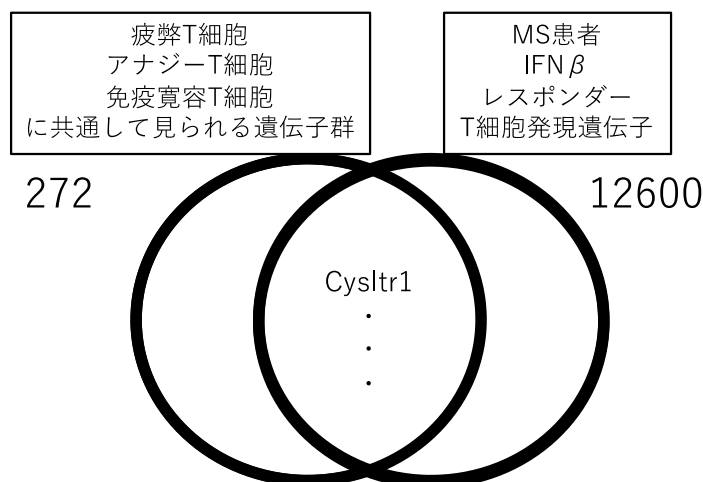 疲弊T細胞
アナジーT細胞
免疫寛容T細胞
に共通して見られる遺伝子群
MS患者
IFNβ
レスポンダー
T細胞発現遺伝子
272
12600
Cysltr1
・
・
・